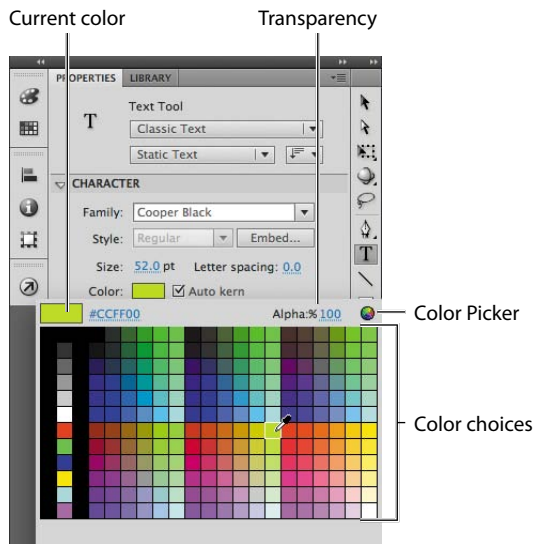 Current color
Transparency
PROPERTIES LIBRARY
T Text Tool
Classic Text
Static Text
CHARACTER
Family: Cooper Black
Style: Regular Embed...
Size: 52.0 pt Letter spacing: 0.0
Color: Auto kern
#CCFF00 Alpha:% 100
Color Picker
Color choices